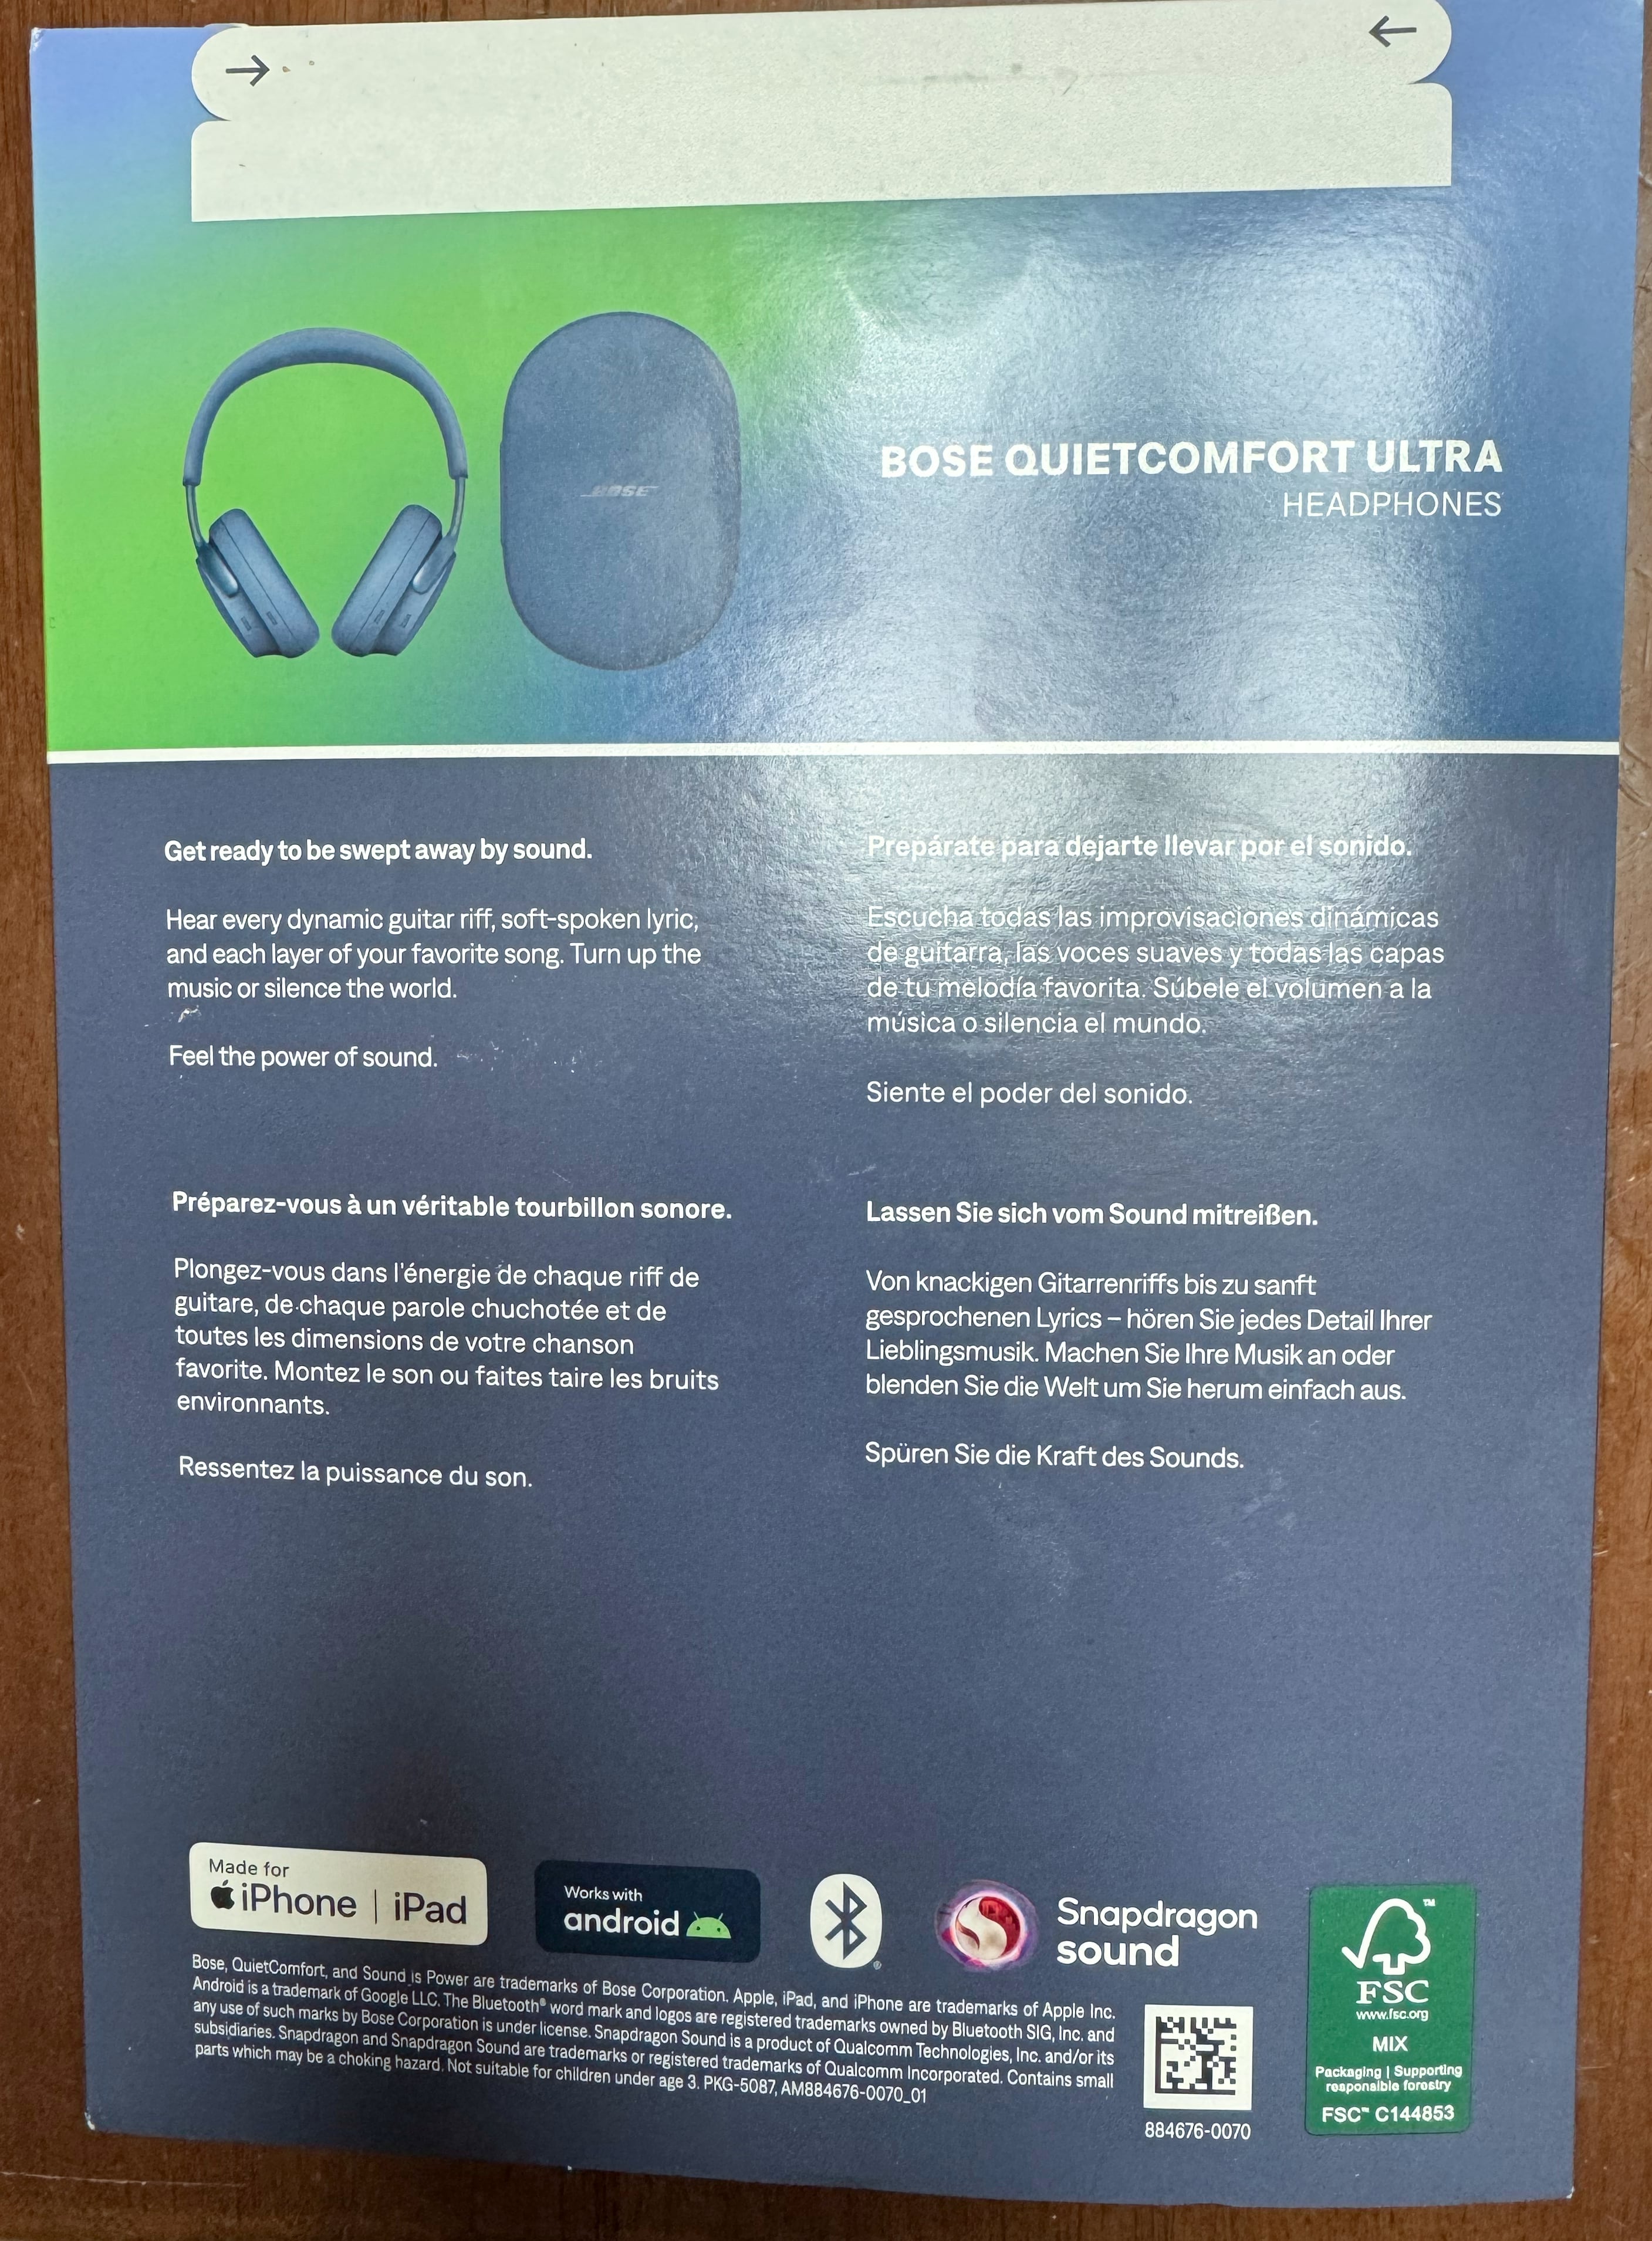 BOSE
BOSE QUIETCOMFORT ULTRA
HEADPHONES
Get ready to be swept away by sound.
Hear every dynamic guitar riff, soft-spoken lyric,
and each layer of your favorite song. Turn up the
music or silence the world.
Feel the power of sound.
Prepárate para dejarte llevar por el sonido.
Escucha todas las improvisaciones dinámicas
de guitarra, las voces suaves y todas las capas
de tu melodía favorita. Súbele el volumen a la
música o silencia el mundo.
Siente el poder del sonido.
Préparez-vous à un véritable tourbillon sonore.
Plongez-vous dans l'énergie de chaque riff de
guitare, de chaque parole chuchotée et de
toutes les dimensions de votre chanson
favorite. Montez le son ou faites taire les bruits
environnants.
Ressentez la puissance du son.
Lassen Sie sich vom Sound mitreißen.
Von knackigen Gitarrenriffs bis zu sanft
gesprochenen Lyrics – hören Sie jedes Detail Ihrer
Lieblingsmusik. Machen Sie Ihre Musik an oder
blenden Sie die Welt um Sie herum einfach aus.
Spüren Sie die Kraft des Sounds.
Made for
iPhone | iPad
Works with
android
Snapdragon
sound
Bose, QuietComfort, and Sound is Power are trademarks of Bose Corporation. Apple, iPad, and iPhone are trademarks of Apple Inc.
Android is a trademark of Google LLC. The Bluetooth® word mark and logos are registered trademarks owned by Bluetooth SIG, Inc. and
any use of such marks by Bose Corporation is under license. Snapdragon Sound is a product of Qualcomm Technologies, Inc. and/or its
subsidiaries. Snapdragon and Snapdragon Sound are trademarks or registered trademarks of Qualcomm Incorporated. Contains small
parts which may be a choking hazard. Not suitable for children under age 3. PKG-5087, AM884676-0070_01
884676-0070
FSC
www.fsc.org
MIX
Packaging | Supporting
responsible forestry
FSC™ C144853